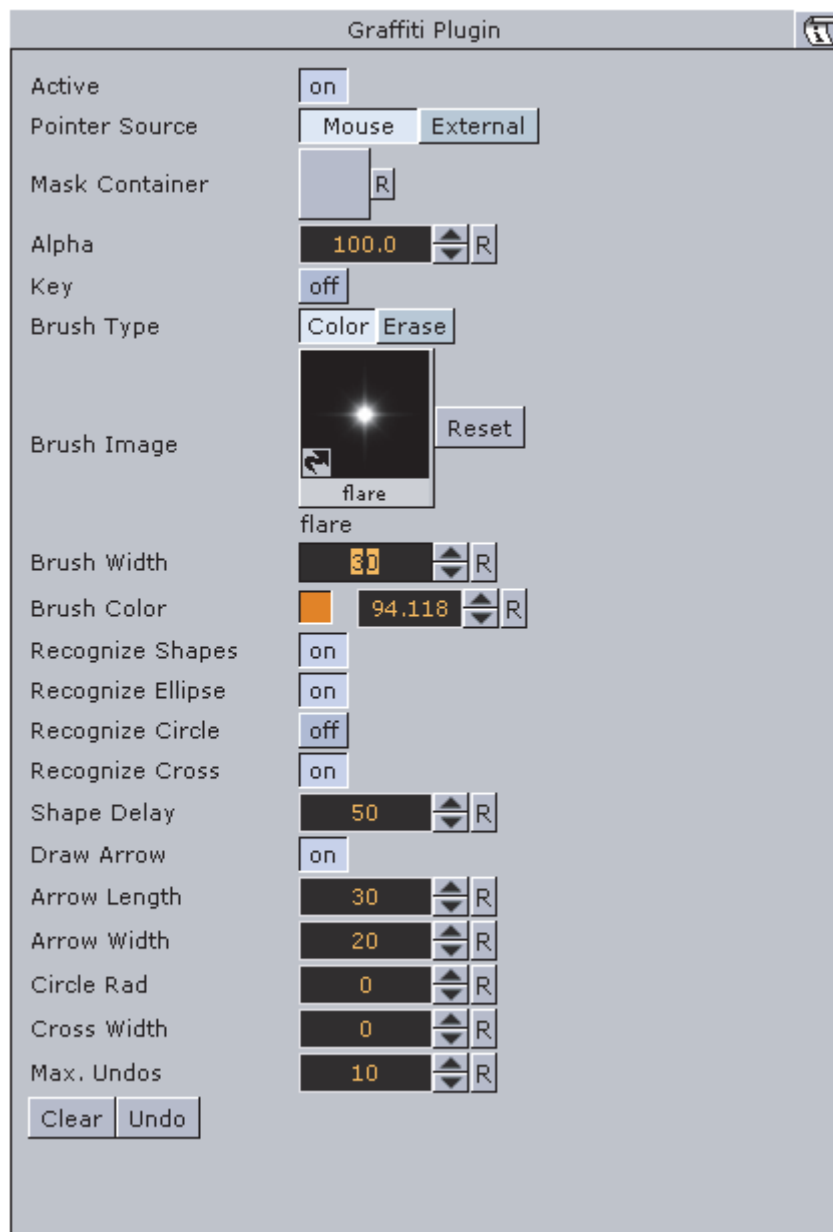 Graffiti Plugin
Active on
Pointer Source Mouse External
Mask Container R
Alpha 100.0 R
Key off
Brush Type Color Erase
Brush Image flare Reset
flare
Brush Width 30 R
Brush Color 94.118 R
Recognize Shapes on
Recognize Ellipse on
Recognize Circle off
Recognize Cross on
Shape Delay 50 R
Draw Arrow on
Arrow Length 30 R
Arrow Width 20 R
Circle Rad 0 R
Cross Width 0 R
Max. Undos 10 R
Clear Undo